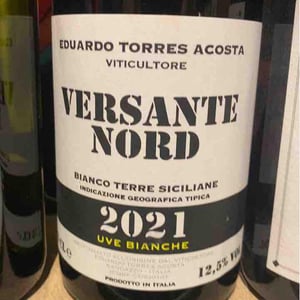 EDUARDO TORRES ACOSTA
VITICULTORE
VERSANTE
NORD
BIANCO TERRE SICILIANE
INDICAZIONE GEOGRAFICA TIPICA
2021
UVE BIANCHE
12,5% VOL
PRODOTTO IN ITALIA